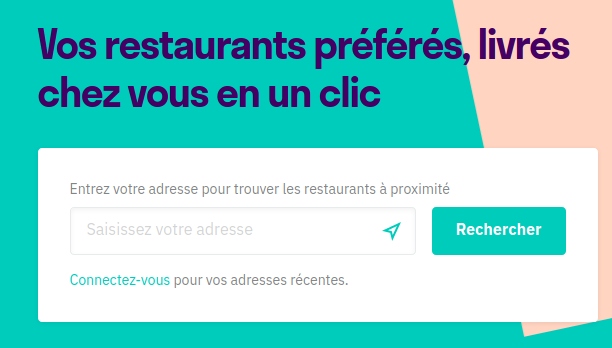 Vos restaurants préférés, livrés
chez vous en un clic
Entrez votre adresse pour trouver les restaurants à proximité
Saisissez votre adresse
Rechercher
Connectez-vous pour vos adresses récentes.